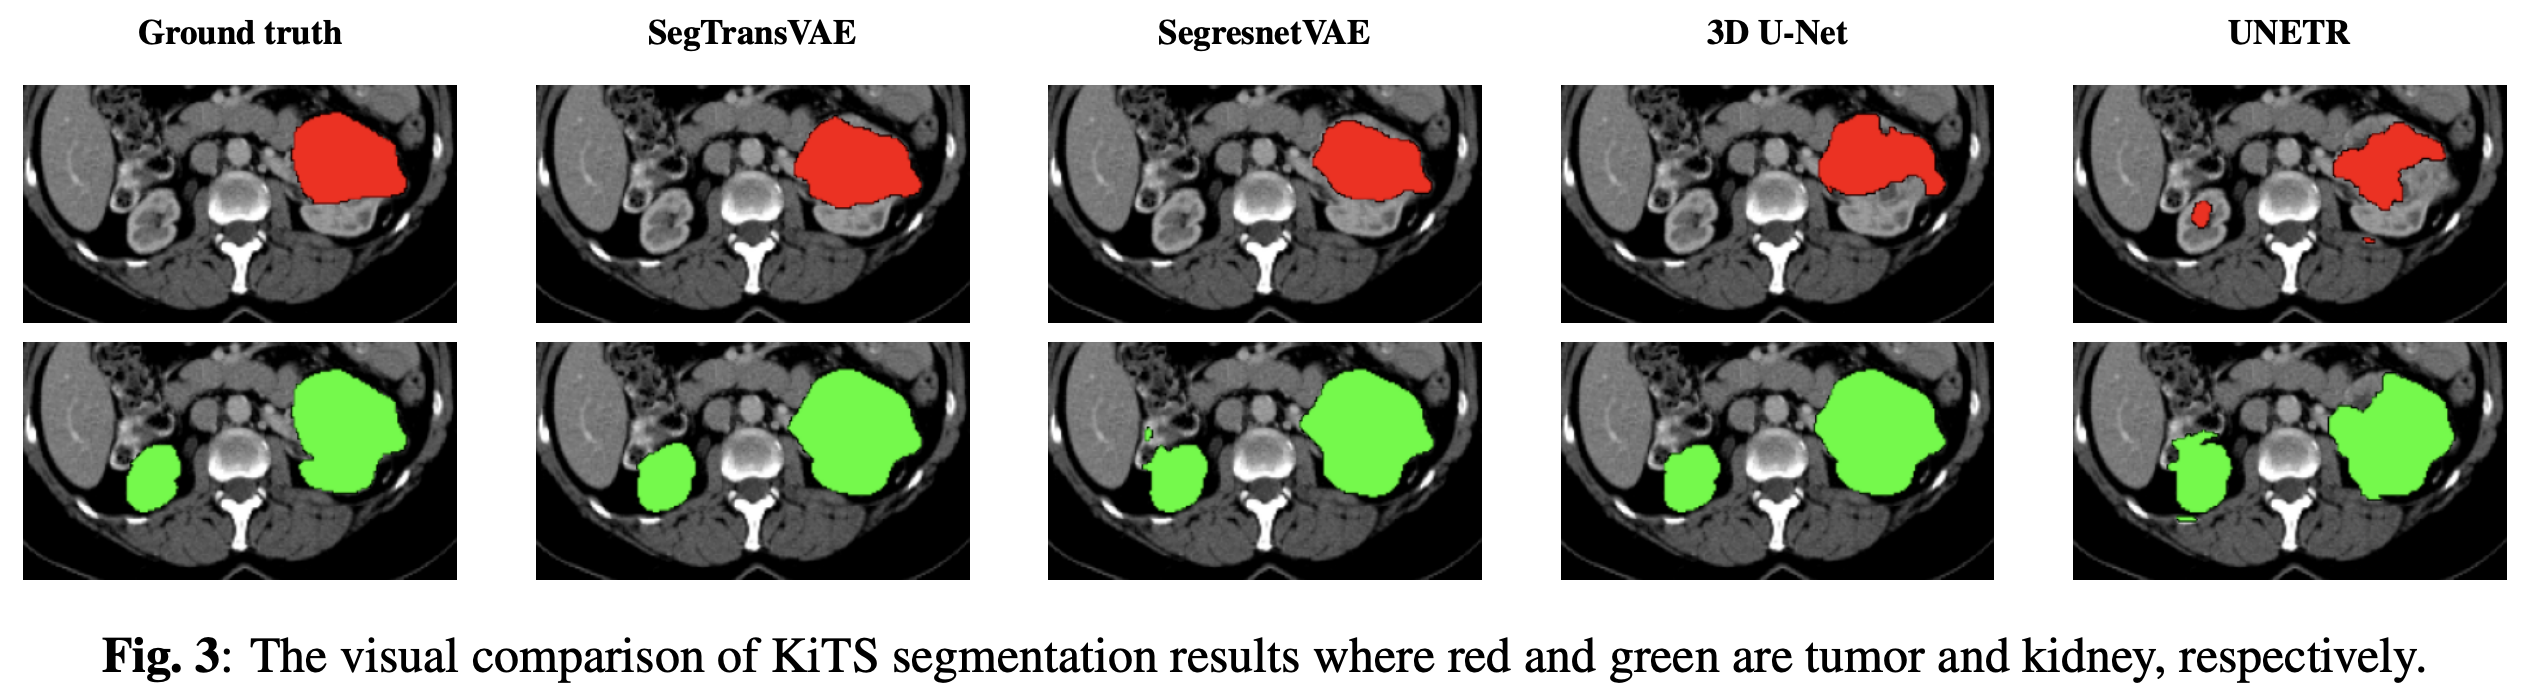 Ground truth SegTransVAE SegresnetVAE 3D U-Net UNETR
Fig. 3: The visual comparison of KiTS segmentation results where red and green are tumor and kidney, respectively.